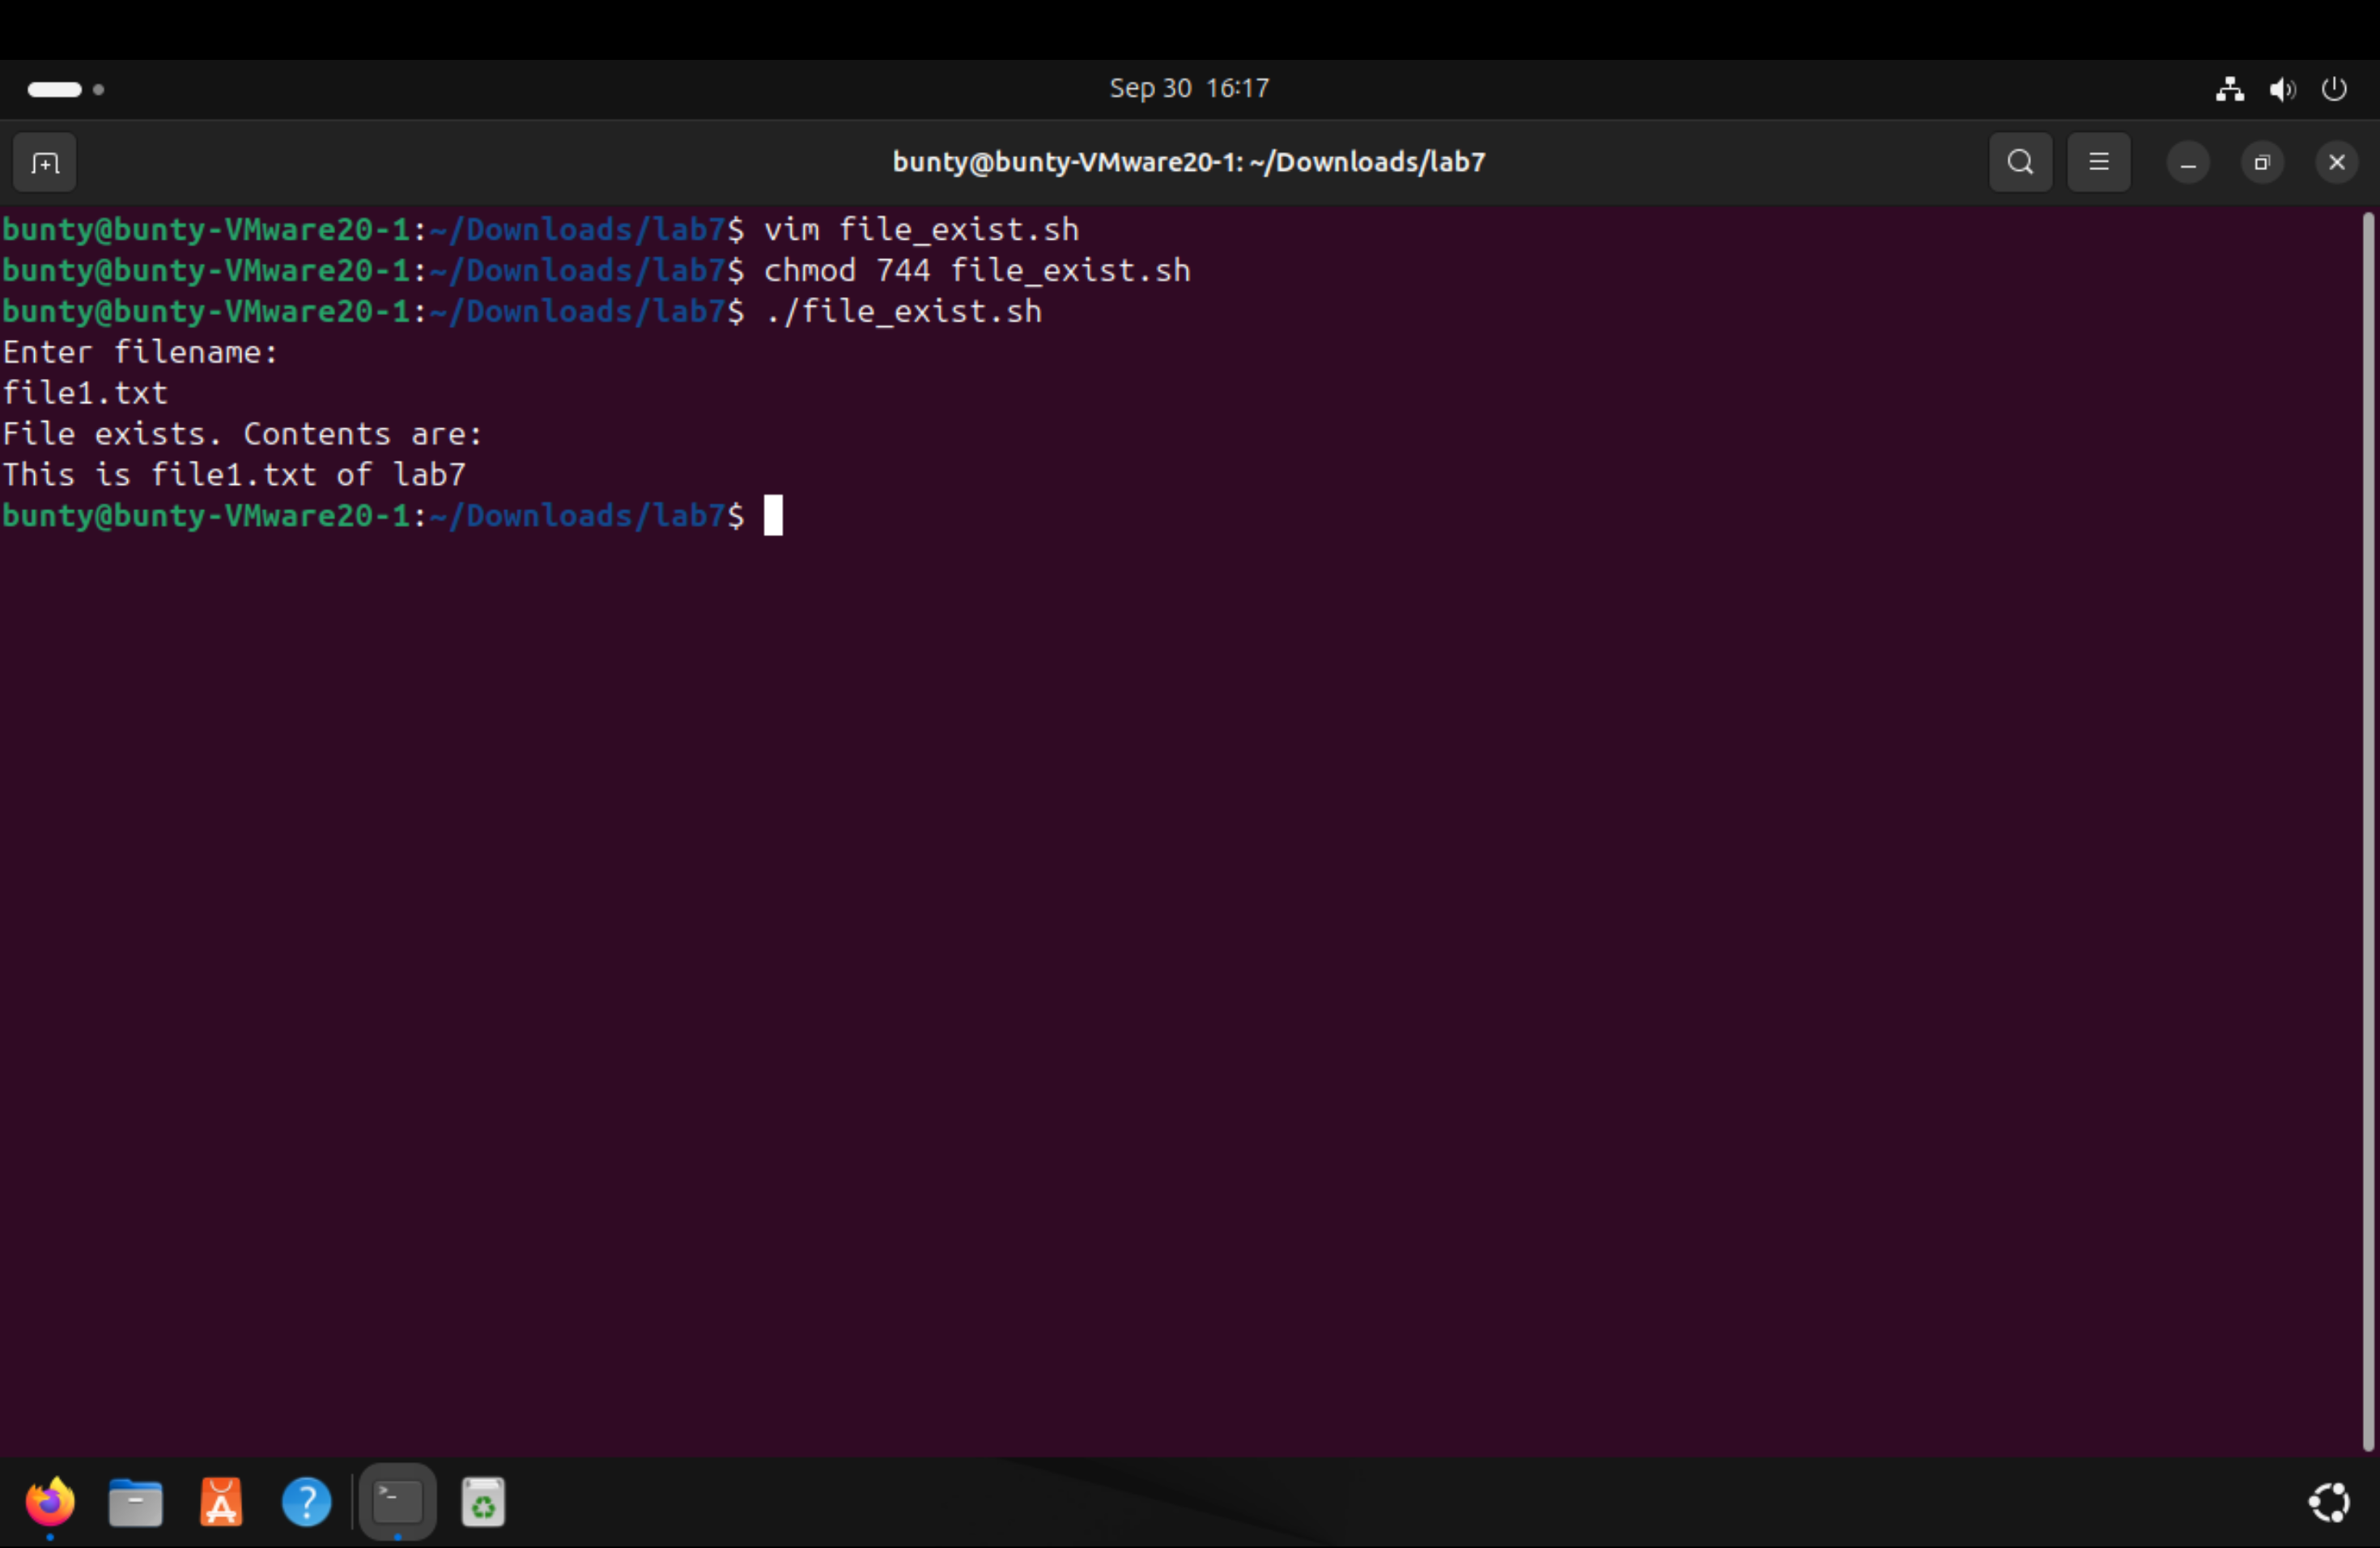 Sep 30 16:17
bunty@bunty-VMware20-1: ~/Downloads/lab7
bunty@bunty-VMware20-1:~/Downloads/lab7$ vim file_exist.sh
bunty@bunty-VMware20-1:~/Downloads/lab7$ chmod 744 file_exist.sh
bunty@bunty-VMware20-1:~/Downloads/lab7$ ./file_exist.sh
Enter filename:
file1.txt
File exists. Contents are:
This is file1.txt of lab7
bunty@bunty-VMware20-1:~/Downloads/lab7$